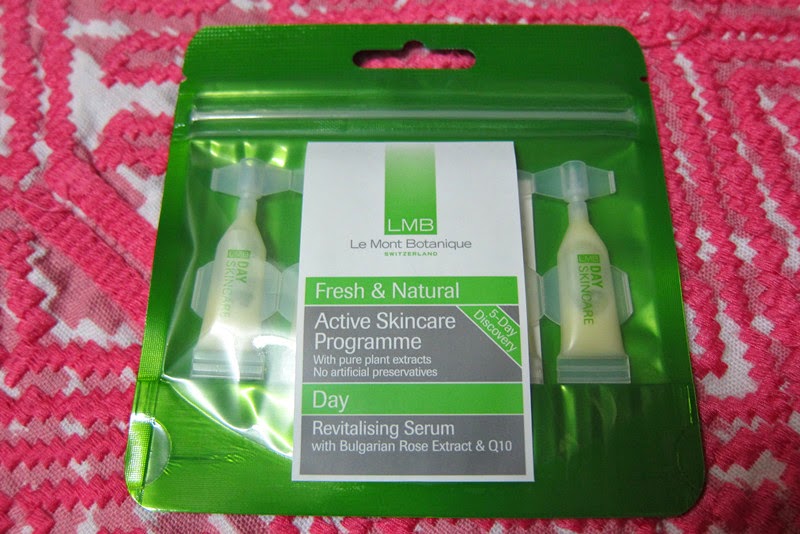 LMB
Le Mont Botanique
SWITZERLAND
Fresh & Natural
5-Day
Discovery
Active Skincare
Programme
With pure plant extracts
No artificial preservatives
Day
Revitalising Serum
with Bulgarian Rose Extract & Q10
LMB DAY
SKINCARE
LMB DAY
SKINCARE